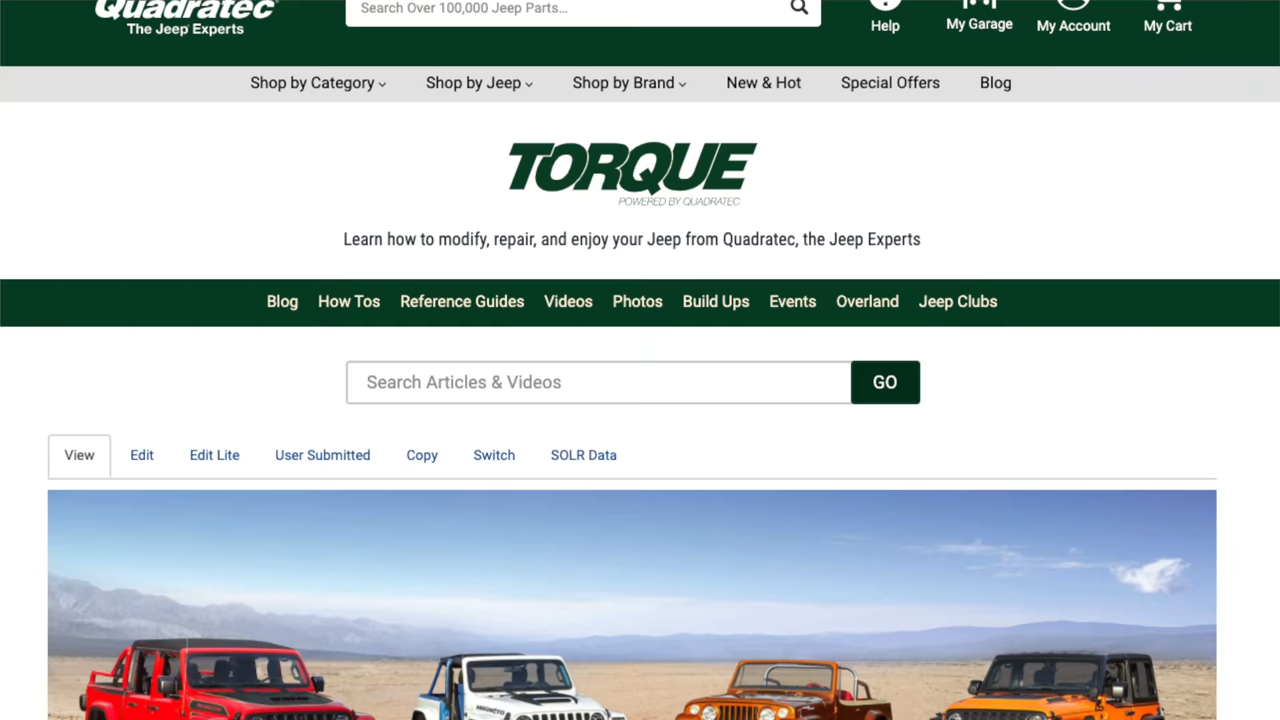 Quadratec
The Jeep Experts
Search Over 100,000 Jeep Parts...
Help
My Garage
My Account
My Cart
Shop by Category
Shop by Jeep
Shop by Brand
New & Hot
Special Offers
Blog
TORQUE
POWERED BY QUADRATEC
Learn how to modify, repair, and enjoy your Jeep from Quadratec, the Jeep Experts
Blog
How Tos
Reference Guides
Videos
Photos
Build Ups
Events
Overland
Jeep Clubs
Search Articles & Videos
GO
View
Edit
Edit Lite
User Submitted
Copy
Switch
SOLR Data
MAGNETO